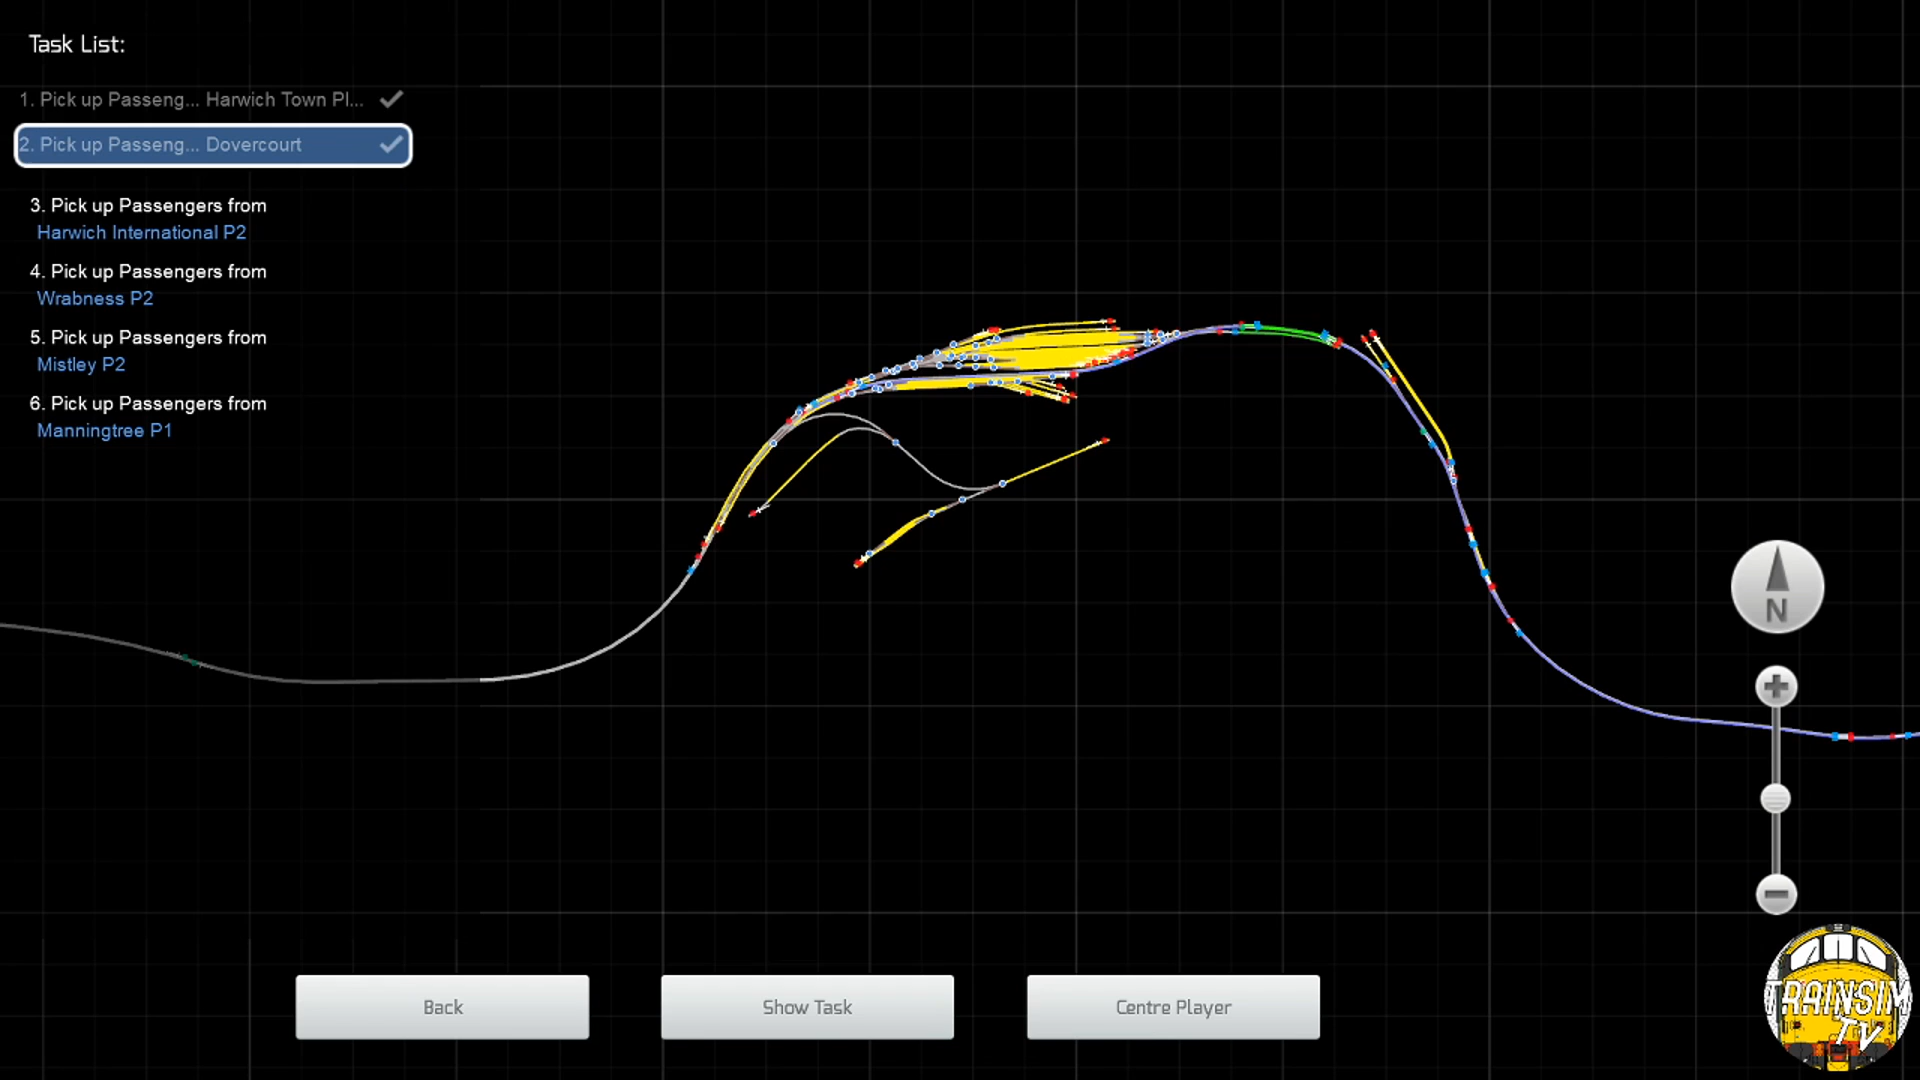 Task List:
1. Pick up Passeng... Harwich Town Pl...
2. Pick up Passeng... Dovercourt
3. Pick up Passengers from
Harwich International P2
4. Pick up Passengers from
Wrabness P2
5. Pick up Passengers from
Mistley P2
6. Pick up Passengers from
Manningtree P1
N
Back
Show Task
Centre Player
TRAINSIM
TV